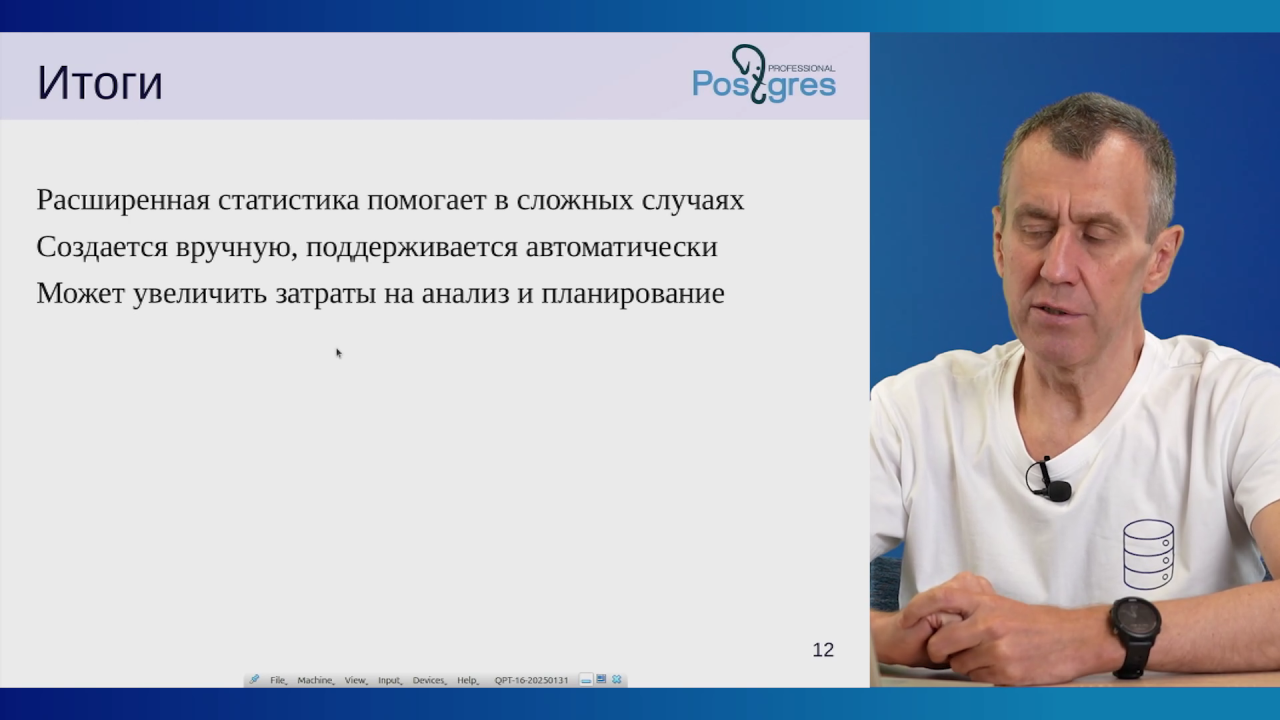 Итоги
PROFESSIONAL
Postgres
Расширенная статистика помогает в сложных случаях
Создается вручную, поддерживается автоматически
Может увеличить затраты на анализ и планирование
12
File Machine View Input Devices Help QPT-16-20250131